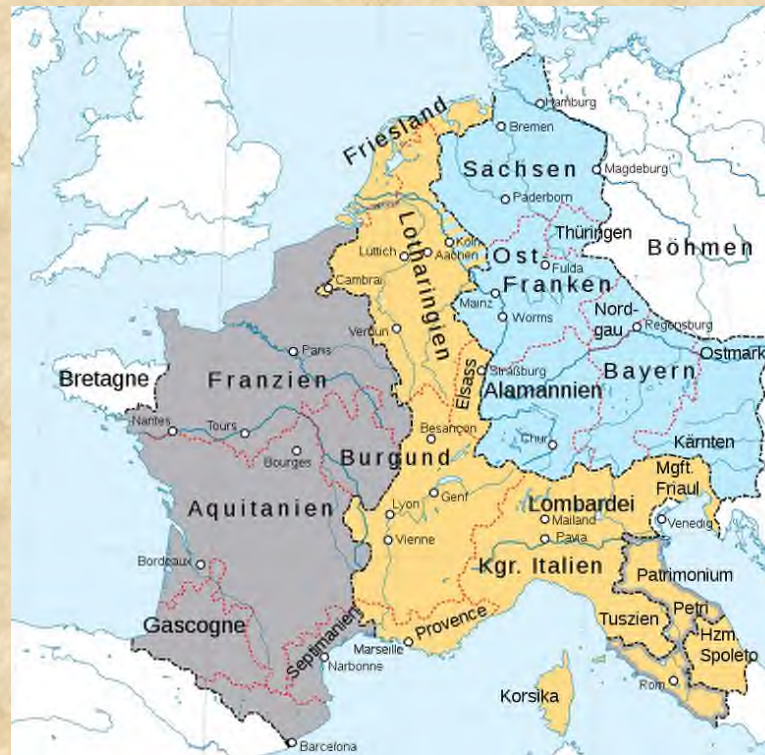 Hamburg
Bremen
Friesland
Sachsen
Magdeburg
Paderborn
Thüringen
Lotharingien
Köln
Lüttich
Aachen
Ost-
Franken
Fulda
Böhmen
Cambrai
Mainz
Worms
Nord-
gau
Regensburg
Verdun
Paris
Ostmark
Bretagne
Franzien
Elsass
Straßburg
Alamannien
Bayern
Nantes
Tours
Besançon
Chur
Kärnten
Bourges
Burgund
Mgft.
Friaul
Aquitanien
Lyon
Genf
Lombardei
Mailand
Venedig
Vienne
Pavia
Bordeaux
Kgr. Italien
Patrimonium
Petri
Gascogne
Septimanien
Provence
Tuszien
Hzm.
Spoleto
Marseille
Narbonne
Korsika
Rom
Barcelona